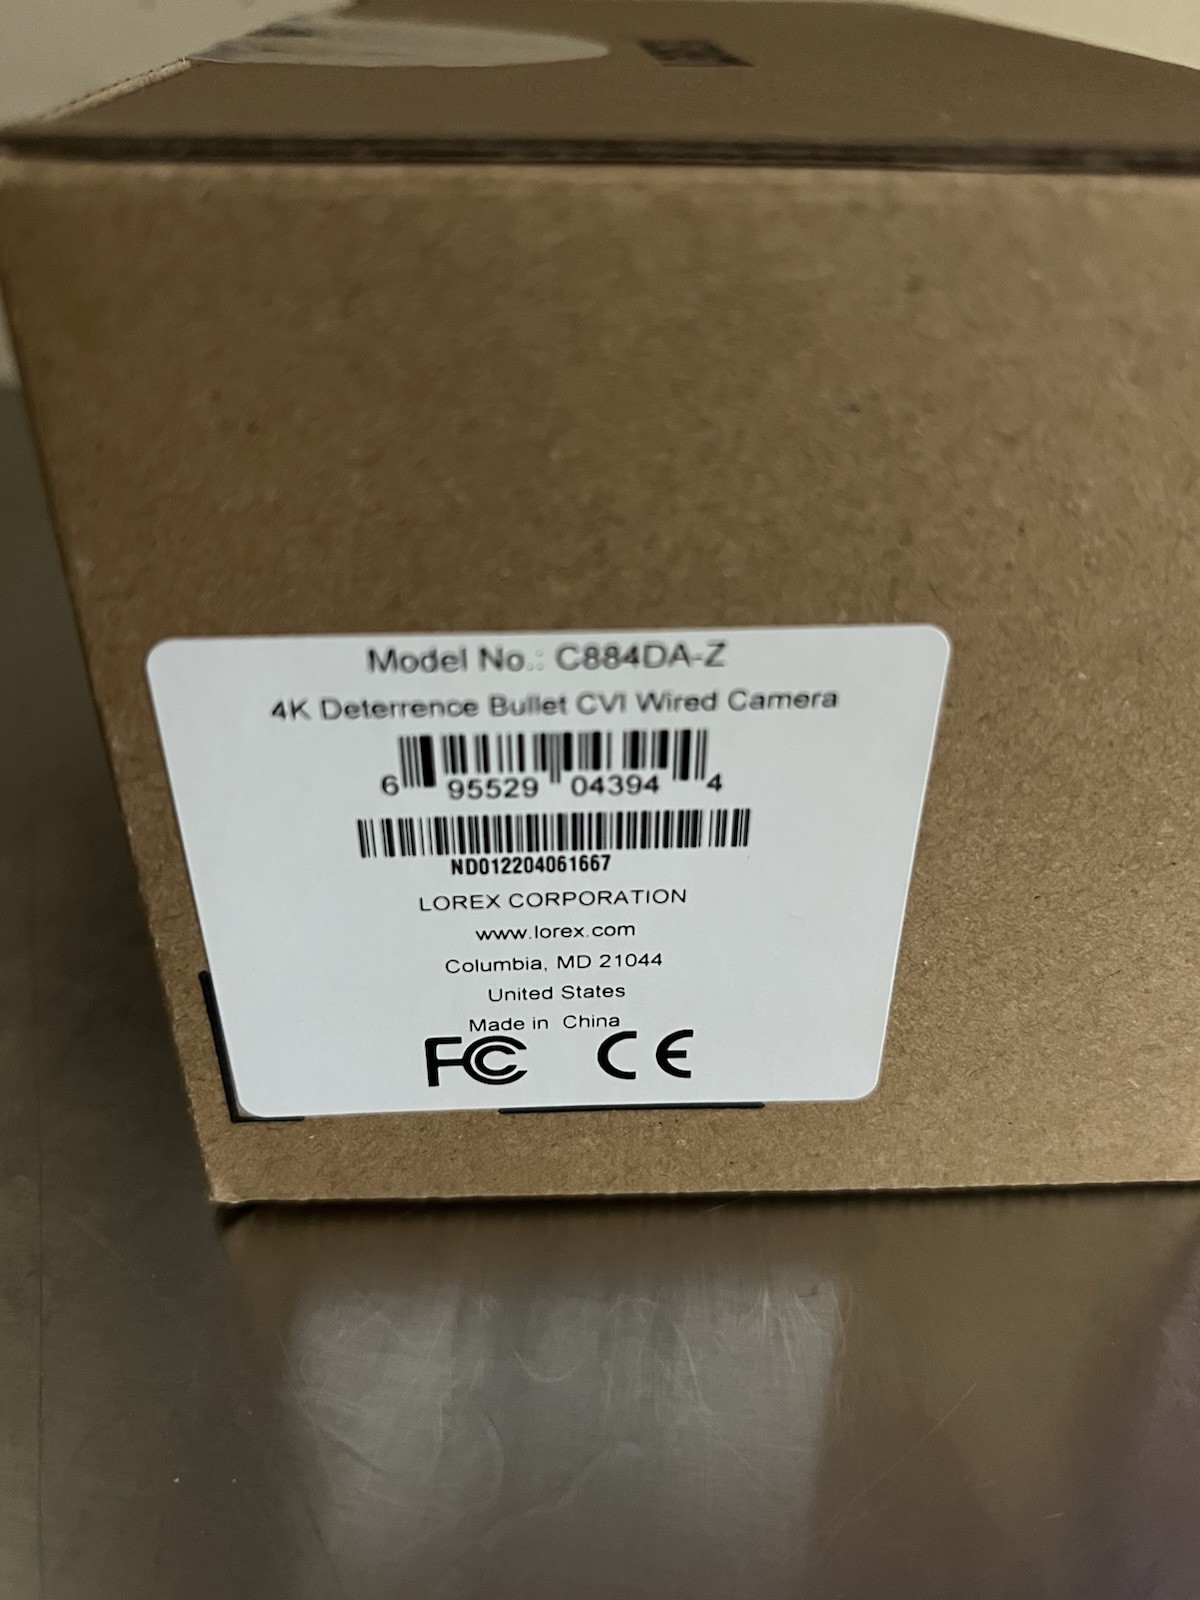 Model No.: C884DA-Z
4K Deterrence Bullet CVI Wired Camera
6 95529 04394 4
ND012204061667
LOREX CORPORATION
www.lorex.com
Columbia, MD 21044
United States
Made in China
FC CE